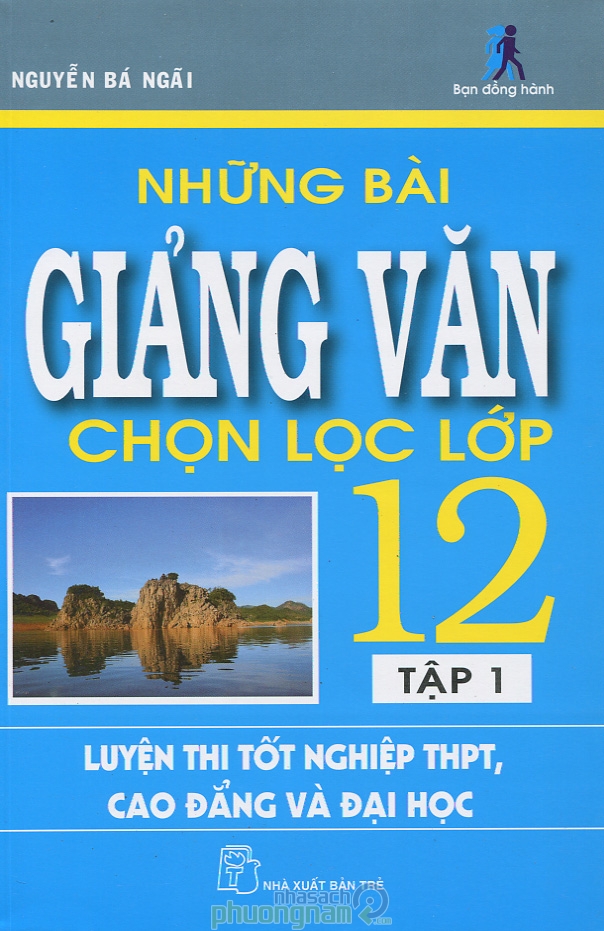 NGUYỄN BÁ NGÃI
Bạn đồng hành
NHỮNG BÀI
GIẢNG VĂN
CHỌN LỌC LỚP
12
TẬP 1
LUYỆN THI TỐT NGHIỆP THPT,
CAO ĐẲNG VÀ ĐẠI HỌC
NHÀ XUẤT BẢN TRẺ
nhasach
phuongnam
.com